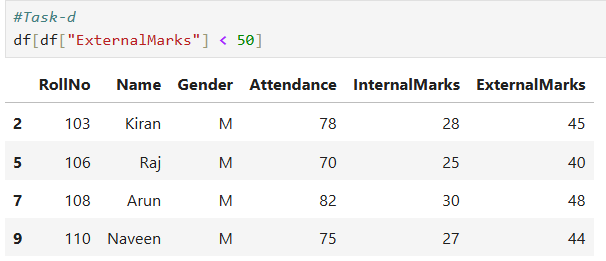 #Task-d
df[df["ExternalMarks"] < 50]
RollNo Name Gender Attendance InternalMarks ExternalMarks
2 103 Kiran M 78 28 45
5 106 Raj M 70 25 40
7 108 Arun M 82 30 48
9 110 Naveen M 75 27 44